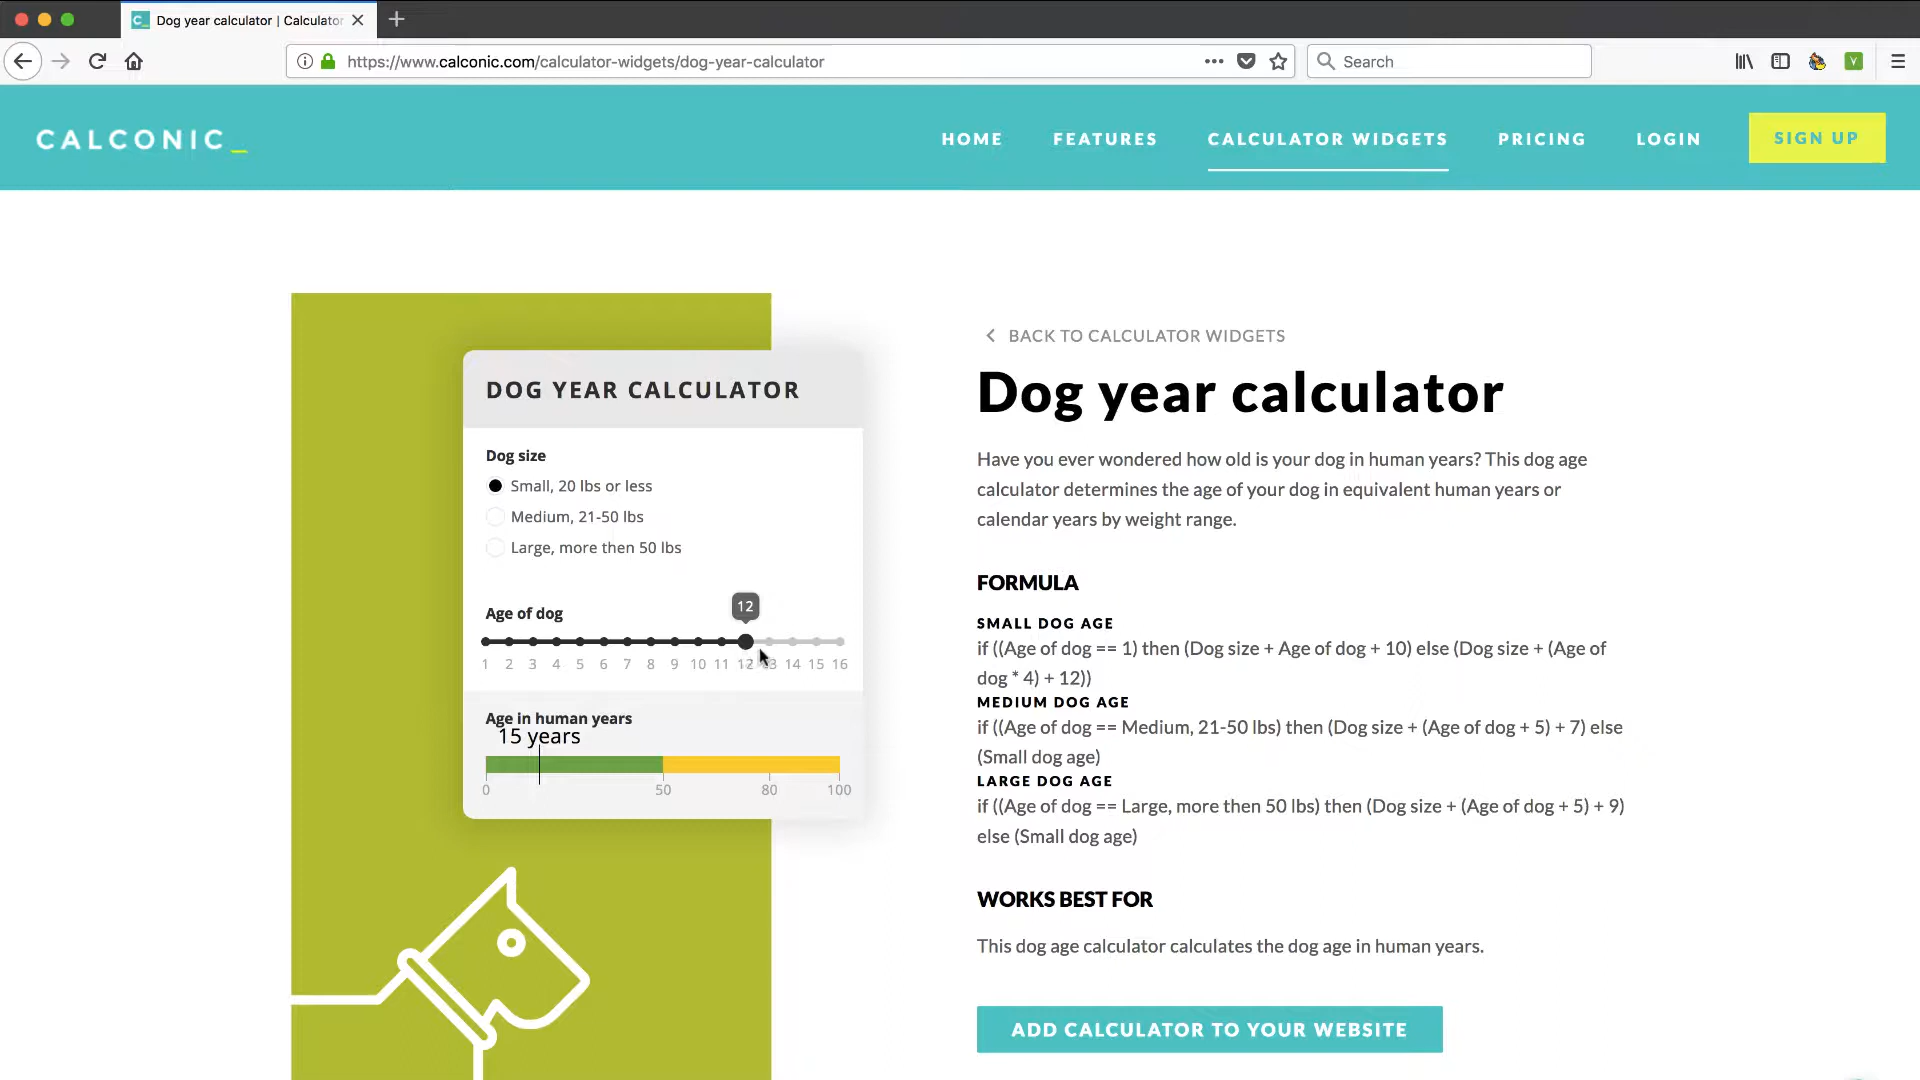 Dog year calculator | Calculator
https://www.calconic.com/calculator-widgets/dog-year-calculator
Search
CALCONIC_
HOME
FEATURES
CALCULATOR WIDGETS
PRICING
LOGIN
SIGN UP
DOG YEAR CALCULATOR
Dog size
Small, 20 lbs or less
Medium, 21-50 lbs
Large, more then 50 lbs
Age of dog
12
1 2 3 4 5 6 7 8 9 10 11 12 13 14 15 16
Age in human years
15 years
0 50 80 100
BACK TO CALCULATOR WIDGETS
Dog year calculator
Have you ever wondered how old is your dog in human years? This dog age
calculator determines the age of your dog in equivalent human years or
calendar years by weight range.
FORMULA
SMALL DOG AGE
if ((Age of dog == 1) then (Dog size + Age of dog + 10) else (Dog size + (Age of
dog * 4) + 12))
MEDIUM DOG AGE
if ((Age of dog == Medium, 21-50 lbs) then (Dog size + (Age of dog + 5) + 7) else
(Small dog age)
LARGE DOG AGE
if ((Age of dog == Large, more then 50 lbs) then (Dog size + (Age of dog + 5) + 9)
else (Small dog age)
WORKS BEST FOR
This dog age calculator calculates the dog age in human years.
ADD CALCULATOR TO YOUR WEBSITE